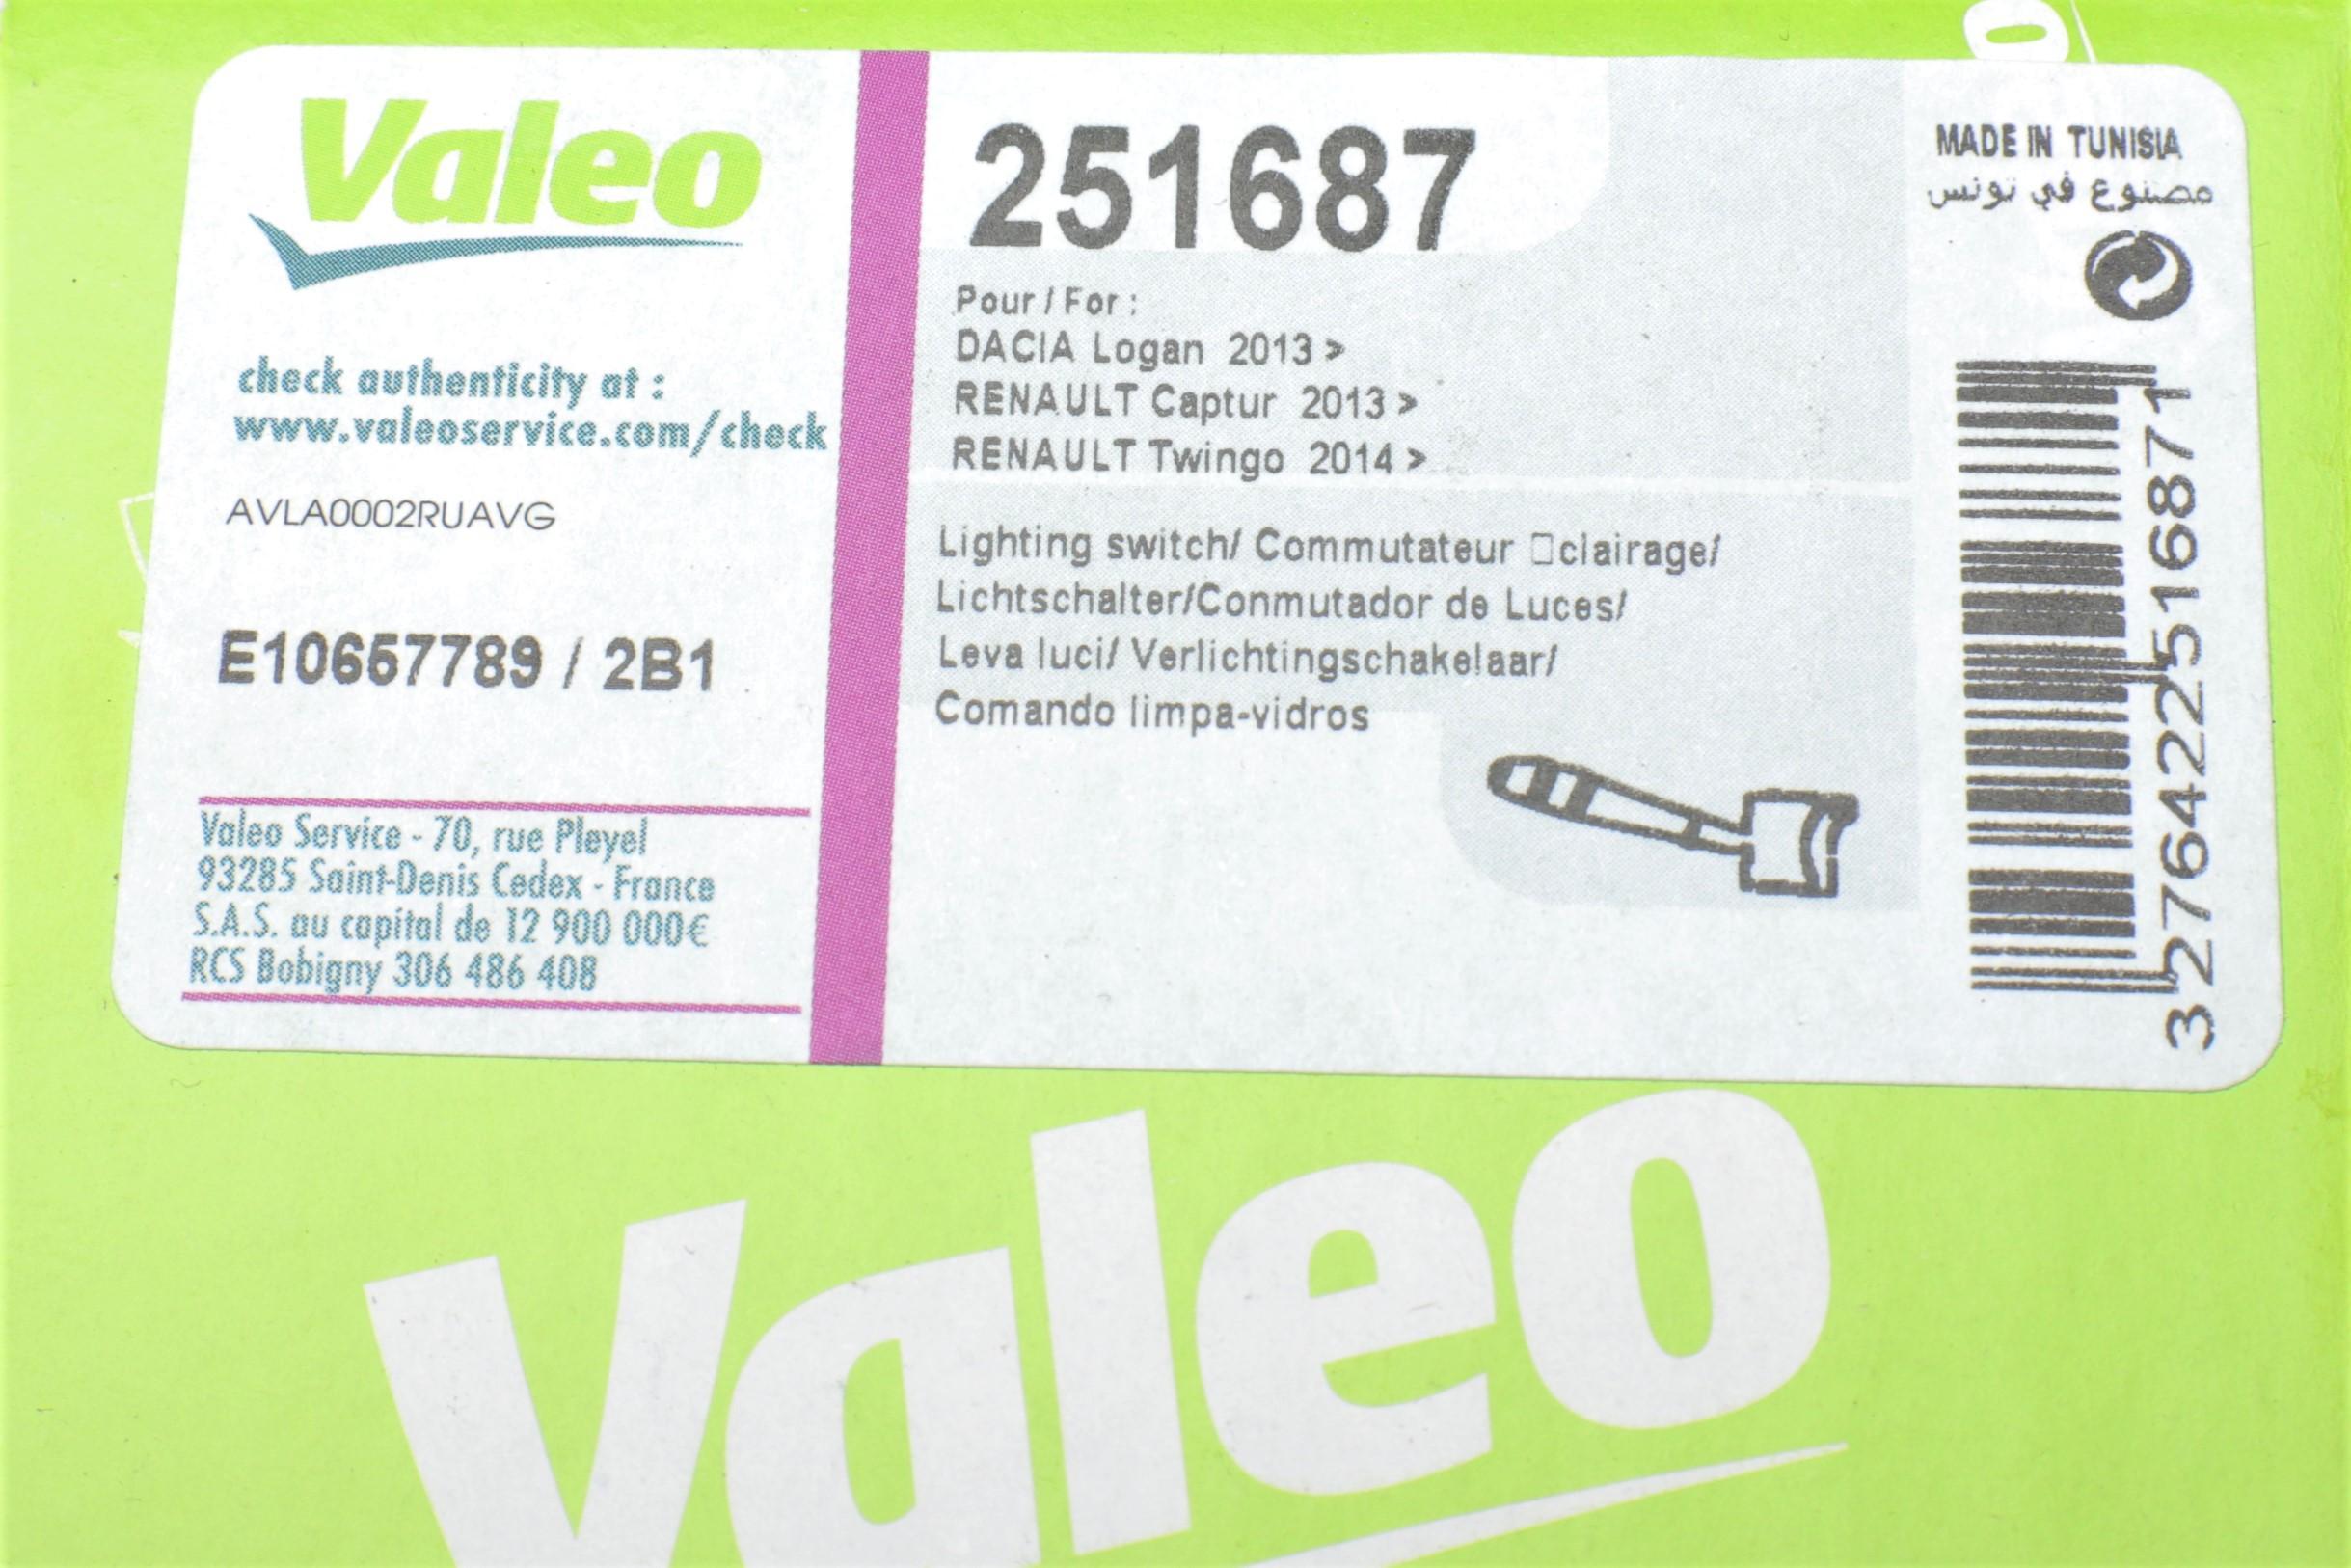 Valeo
check authenticity at :
www.valeoservice.com/check
AVLA0002RUAVG
E10657789 / 2B1
Valeo Service - 70, rue Pleyel
93285 Saint-Denis Cedex - France
S.A.S. au capital de 12 900 000€
RCS Bobigny 306 486 408
251687
Pour / For :
DACIA Logan 2013 >
RENAULT Captur 2013 >
RENAULT Twingo 2014 >
Lighting switch/ Commutateur □clairage/
Lichtschalter/Conmutador de Luces/
Leva luci/ Verlichtingschakelaar/
Comando limpa-vidros
MADE IN TUNISIA
مصنوع في تونس
3276422516871
Valeo